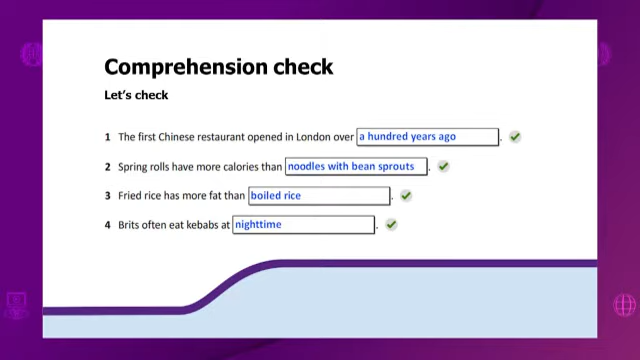 Comprehension check
Let's check
1 The first Chinese restaurant opened in London over a hundred years ago.
2 Spring rolls have more calories than noodles with bean sprouts.
3 Fried rice has more fat than boiled rice.
4 Brits often eat kebabs at nighttime.